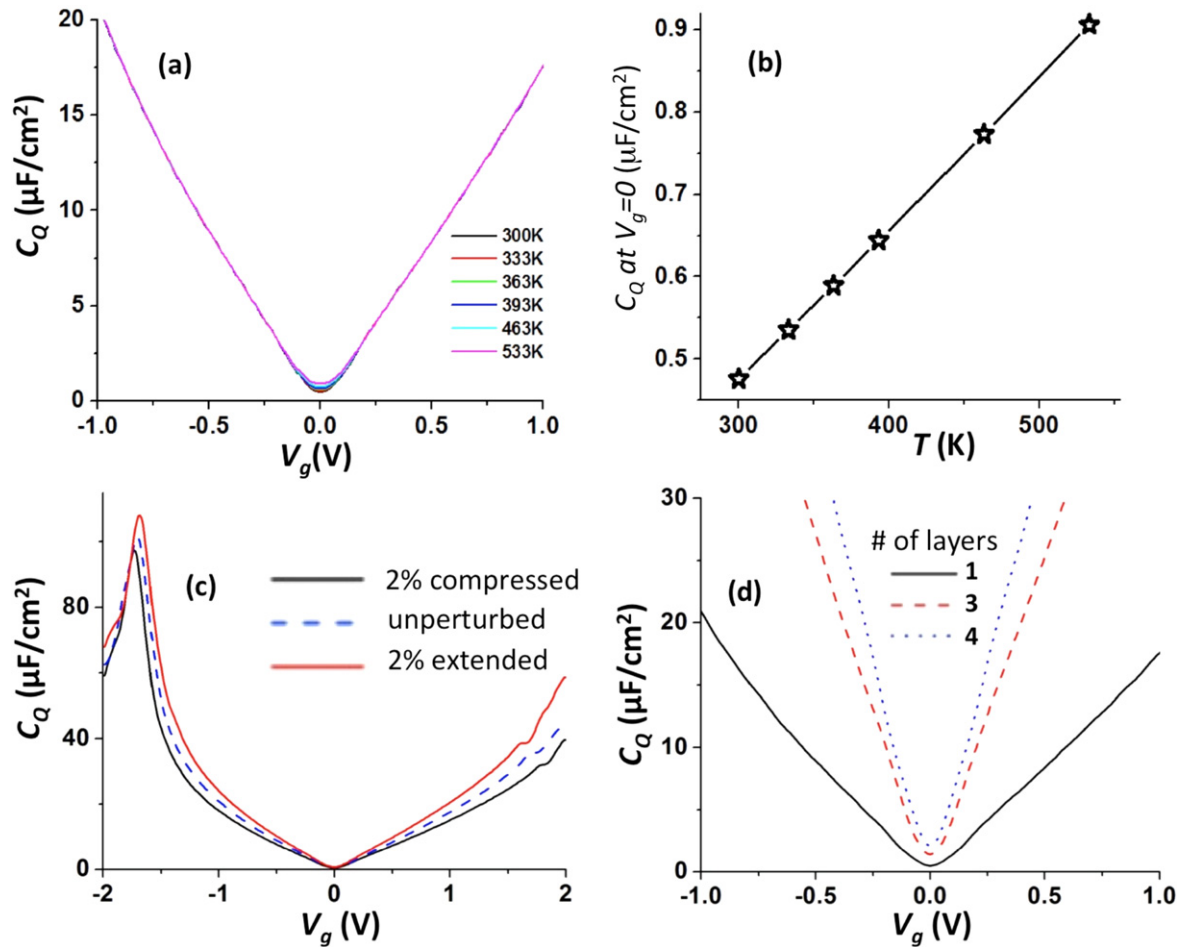 20
15
10
5
0
-1.0
-0.5
0.0
0.5
1.0
C_Q (μF/cm²)
V_g(V)
(a)
300K
333K
363K
393K
463K
533K
0.9
0.8
0.7
0.6
0.5
300
400
500
C_Q at V_g=0 (μF/cm²)
T (K)
(b)
80
40
0
-2
-1
0
1
2
C_Q (μF/cm²)
V_g (V)
(c)
2% compressed
unperturbed
2% extended
30
20
10
0
-1.0
-0.5
0.0
0.5
1.0
C_Q (μF/cm²)
V_g (V)
(d)
# of layers
1
3
4